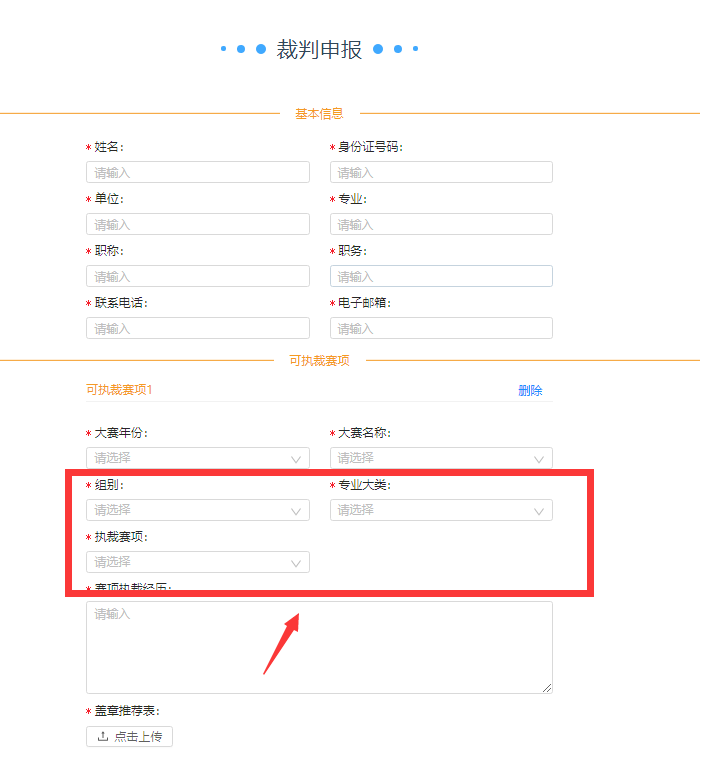 裁判申报
基本信息
* 姓名: * 身份证号码:
请输入 请输入
* 单位: * 专业:
请输入 请输入
* 职称: * 职务:
请输入 请输入
* 联系电话: * 电子邮箱:
请输入 请输入
可执裁赛项
可执裁赛项1 删除
* 大赛年份: * 大赛名称:
请选择 请选择
* 组别: * 专业大类:
请选择 请选择
* 执裁赛项:
请选择
* 赛项执裁经历:
请输入
* 盖章推荐表:
点击上传